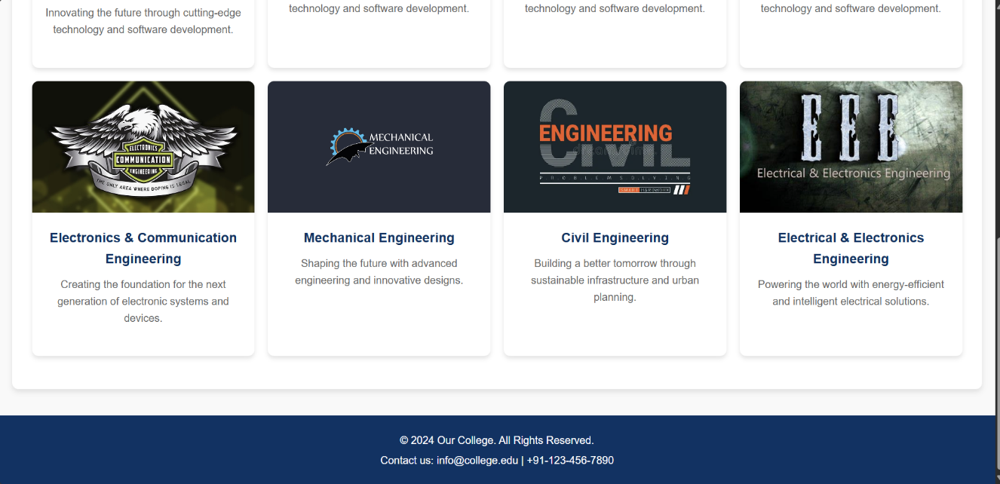 Innovating the future through cutting-edge
technology and software development.
technology and software development.
technology and software development.
technology and software development.
ELECTRONICS
COMMUNICATION
ENGINEERING
THE ONLY AREA WHERE DOPING IS LEGAL
Electronics & Communication
Engineering
Creating the foundation for the next
generation of electronic systems and
devices.
MECHANICAL
ENGINEERING
Mechanical Engineering
Shaping the future with advanced
engineering and innovative designs.
ENGINEERING
CIVIL
PROBLEMSOLVING
SMART HARDWORK
Civil Engineering
Building a better tomorrow through
sustainable infrastructure and urban
planning.
EEE
Electrical & Electronics Engineering
Electrical & Electronics
Engineering
Powering the world with energy-efficient
and intelligent electrical solutions.
© 2024 Our College. All Rights Reserved.
Contact us: info@college.edu | +91-123-456-7890